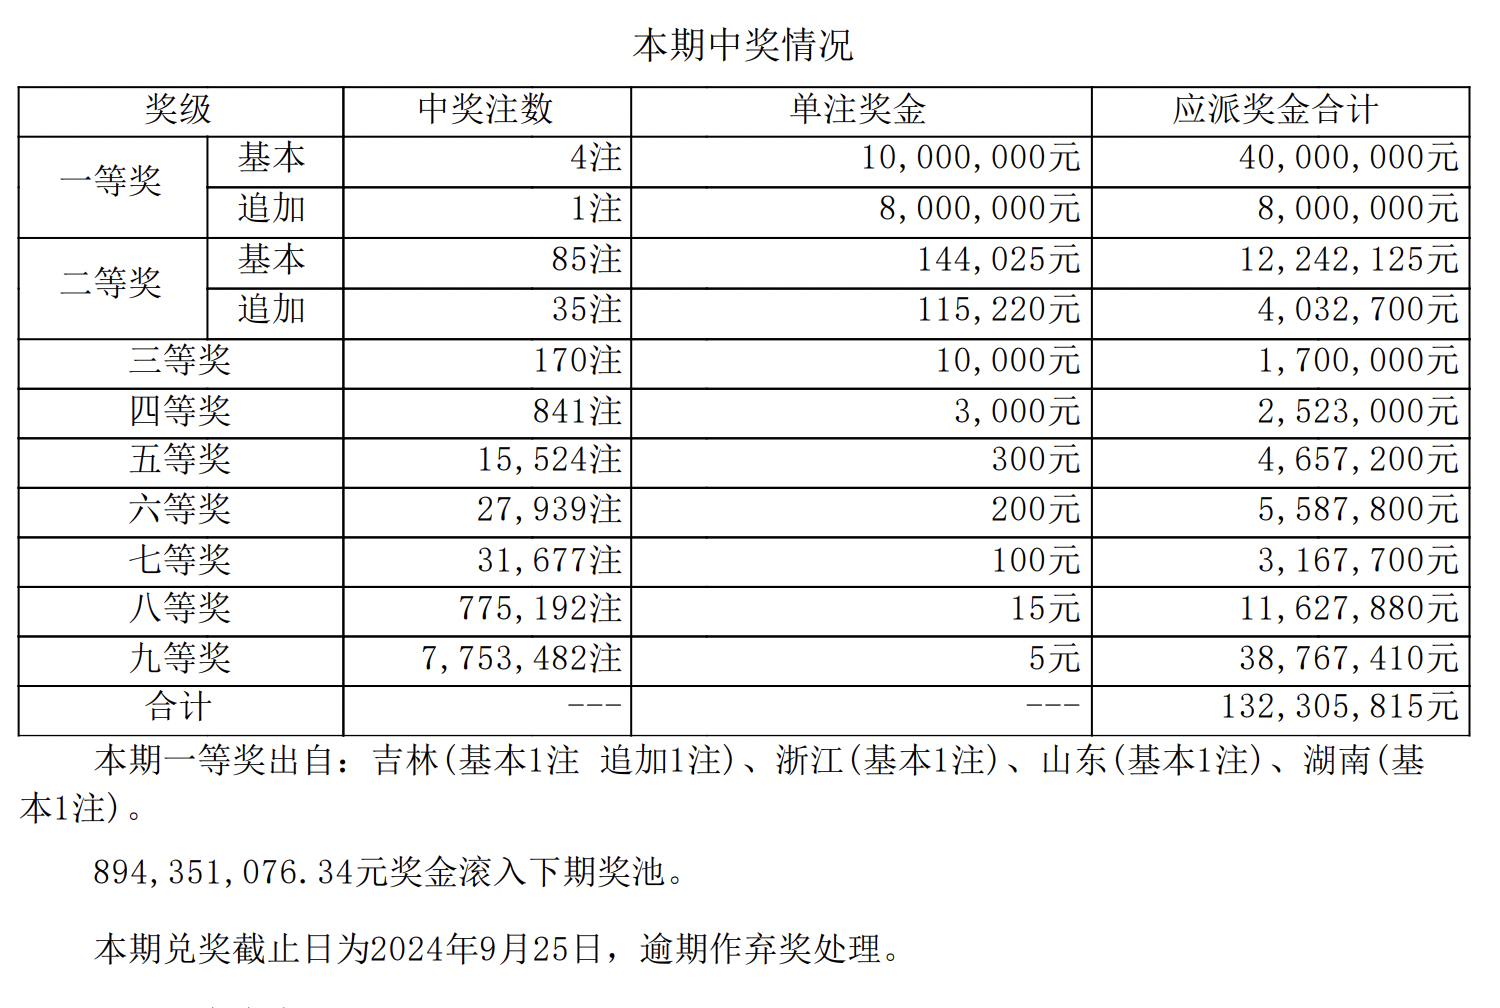 本期中奖情况
奖级 中奖注数 单注奖金 应派奖金合计
一等奖 基本 4注 10,000,000元 40,000,000元
追加 1注 8,000,000元 8,000,000元
二等奖 基本 85注 144,025元 12,242,125元
追加 35注 115,220元 4,032,700元
三等奖 170注 10,000元 1,700,000元
四等奖 841注 3,000元 2,523,000元
五等奖 15,524注 300元 4,657,200元
六等奖 27,939注 200元 5,587,800元
七等奖 31,677注 100元 3,167,700元
八等奖 775,192注 15元 11,627,880元
九等奖 7,753,482注 5元 38,767,410元
合计 --- --- 132,305,815元
本期一等奖出自：吉林(基本1注 追加1注)、浙江(基本1注)、山东(基本1注)、湖南(基
本1注)。
894,351,076.34元奖金滚入下期奖池。
本期兑奖截止日为2024年9月25日，逾期作弃奖处理。